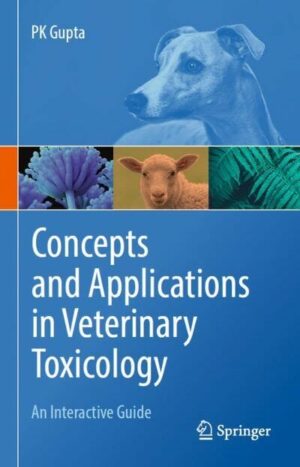 PK Gupta
Concepts
and Applications
in Veterinary
Toxicology
An Interactive Guide
Springer